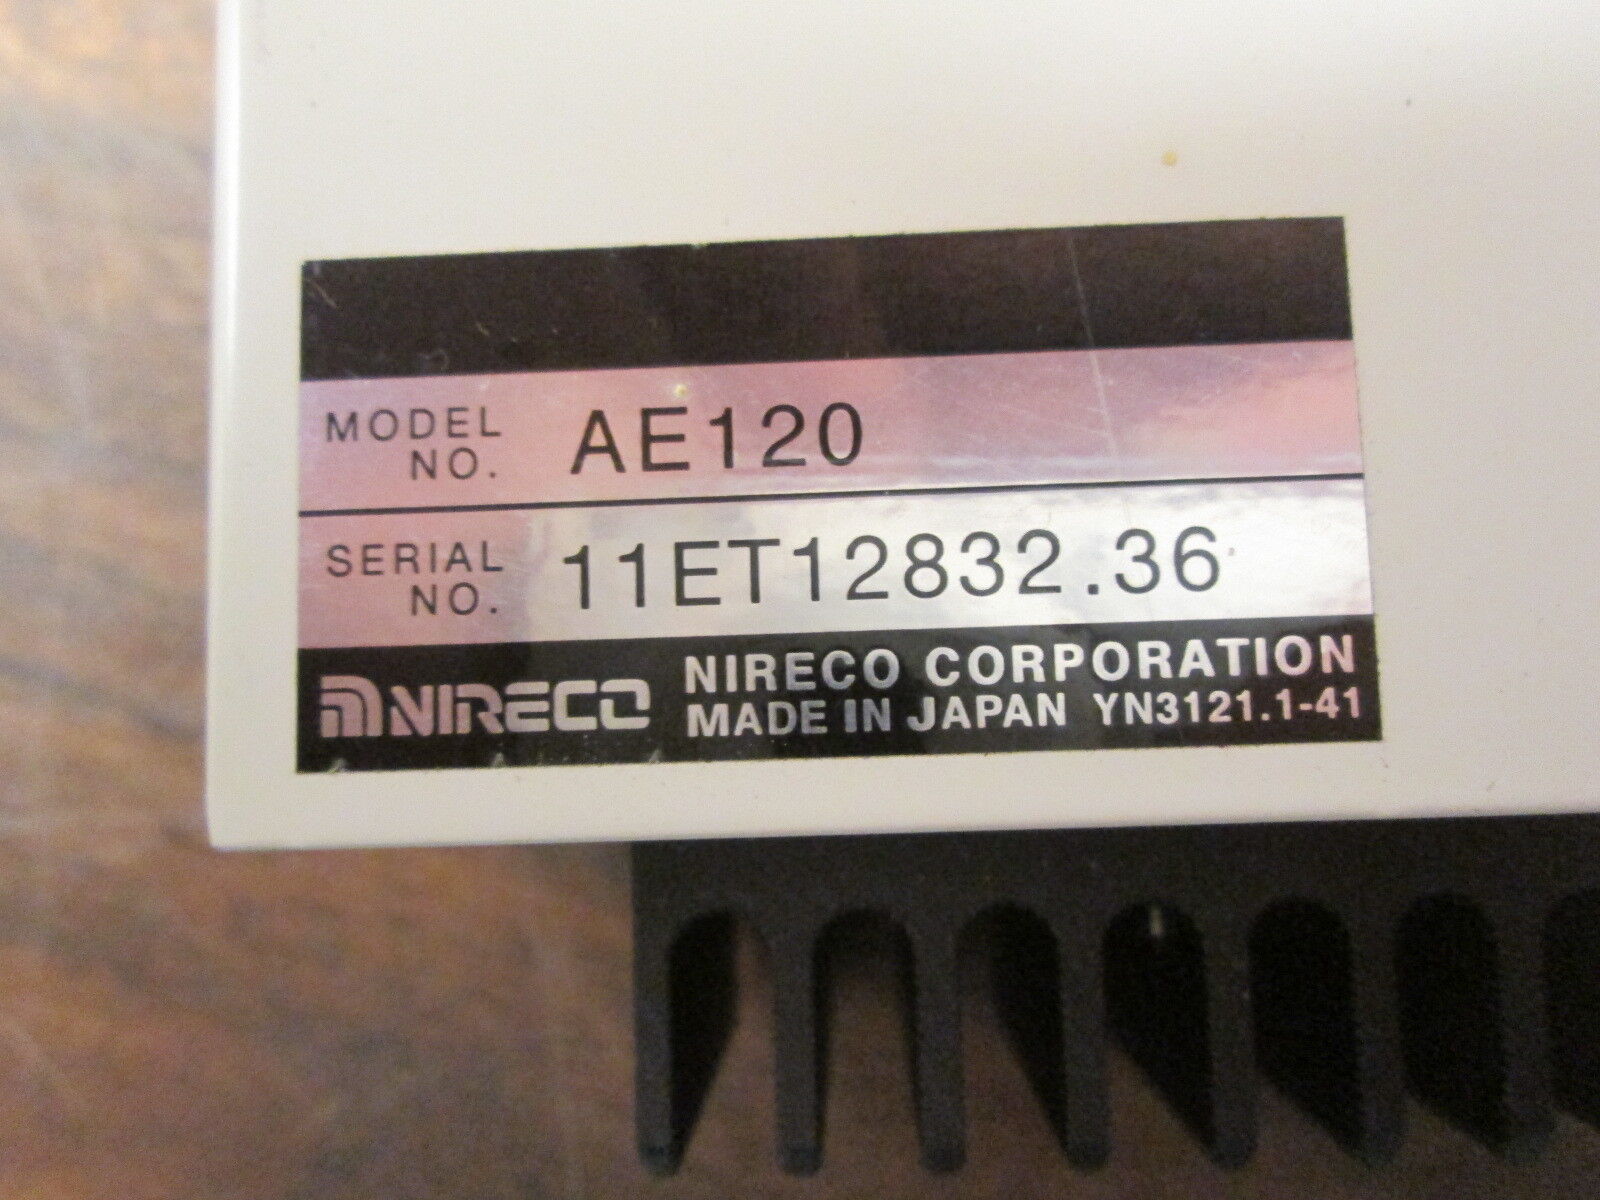 MODEL NO. AE120
SERIAL NO. 11ET12832.36
NIRECO NIRECO CORPORATION
MADE IN JAPAN YN3121.1-41